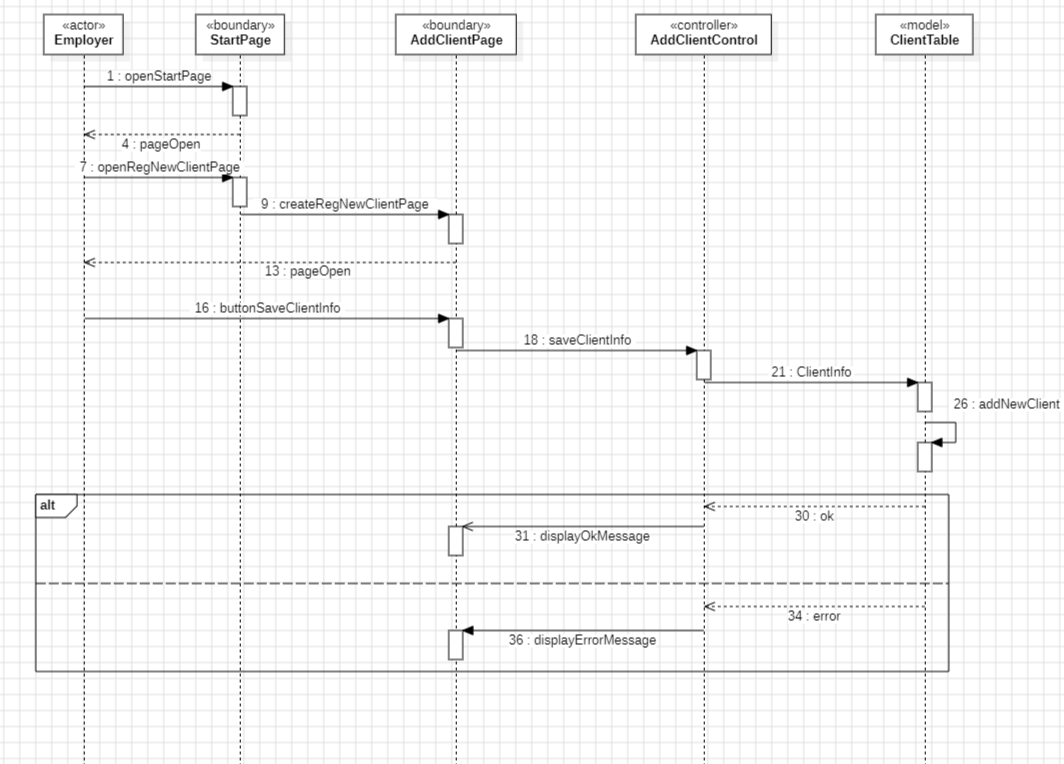 «actor»
Employer
«boundary»
StartPage
«boundary»
AddClientPage
«controller»
AddClientControl
«model»
ClientTable
1 : openStartPage
4 : pageOpen
7 : openRegNewClientPage
9 : createRegNewClientPage
13 : pageOpen
16 : buttonSaveClientInfo
18 : saveClientInfo
21 : ClientInfo
26 : addNewClient
alt
30 : ok
31 : displayOkMessage
34 : error
36 : displayErrorMessage